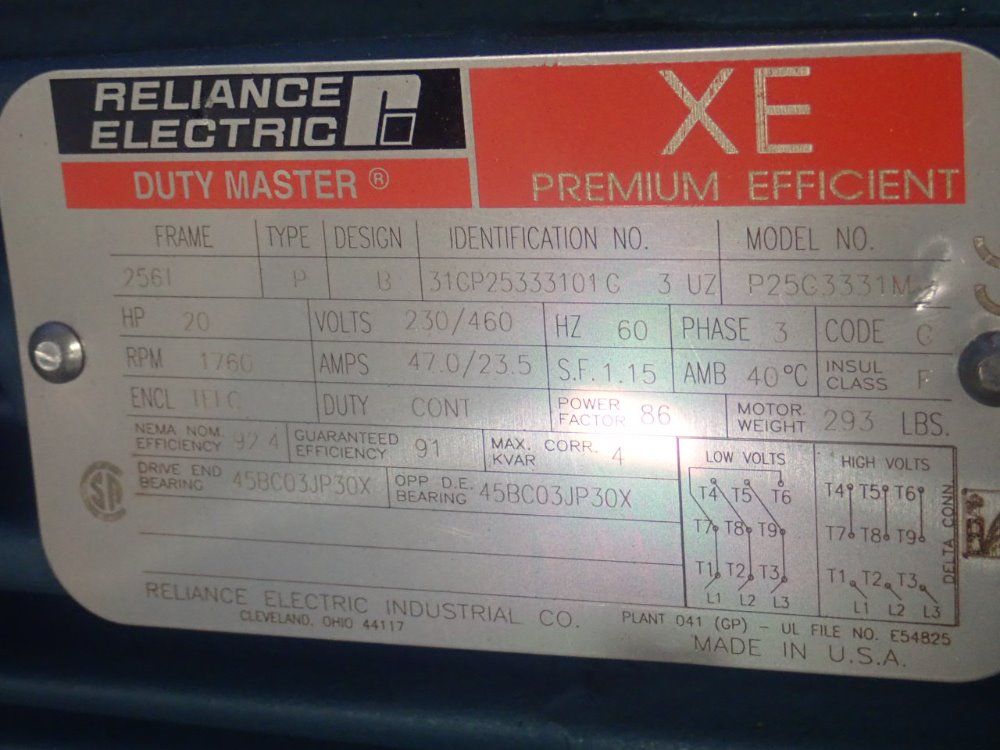 RELIANCE ELECTRIC
DUTY MASTER ®
XE
PREMIUM EFFICIENT
FRAME TYPE DESIGN IDENTIFICATION NO. MODEL NO.
P B 31GP25333101 G 3 UZ P25G3331M
HP 20 VOLTS 230/460 HZ 60 PHASE 3 CODE G
RPM 1760 AMPS 47.0/23.5 S.F. 1.15 AMB 40°C INSUL CLASS F
ENCL DUTY CONT POWER FACTOR 86 MOTOR WEIGHT 293 LBS.
NEMA NOM. EFFICIENCY 92.4 GUARANTEED EFFICIENCY 91 MAX. CORR. KVAR 4
DRIVE END BEARING 45BC03JP30X OPP D.E. BEARING 45BC03JP30X
LOW VOLTS
T4 T5 T6
T7 T8 T9
T1 T2 T3
L1 L2 L3
HIGH VOLTS
T4 T5 T6
T7 T8 T9
T1 T2 T3
L1 L2 L3
DELTA CONN.
RELIANCE ELECTRIC INDUSTRIAL CO.
CLEVELAND, OHIO 44117
PLANT 041 (GP) - UL FILE NO. E54825
MADE IN U.S.A.